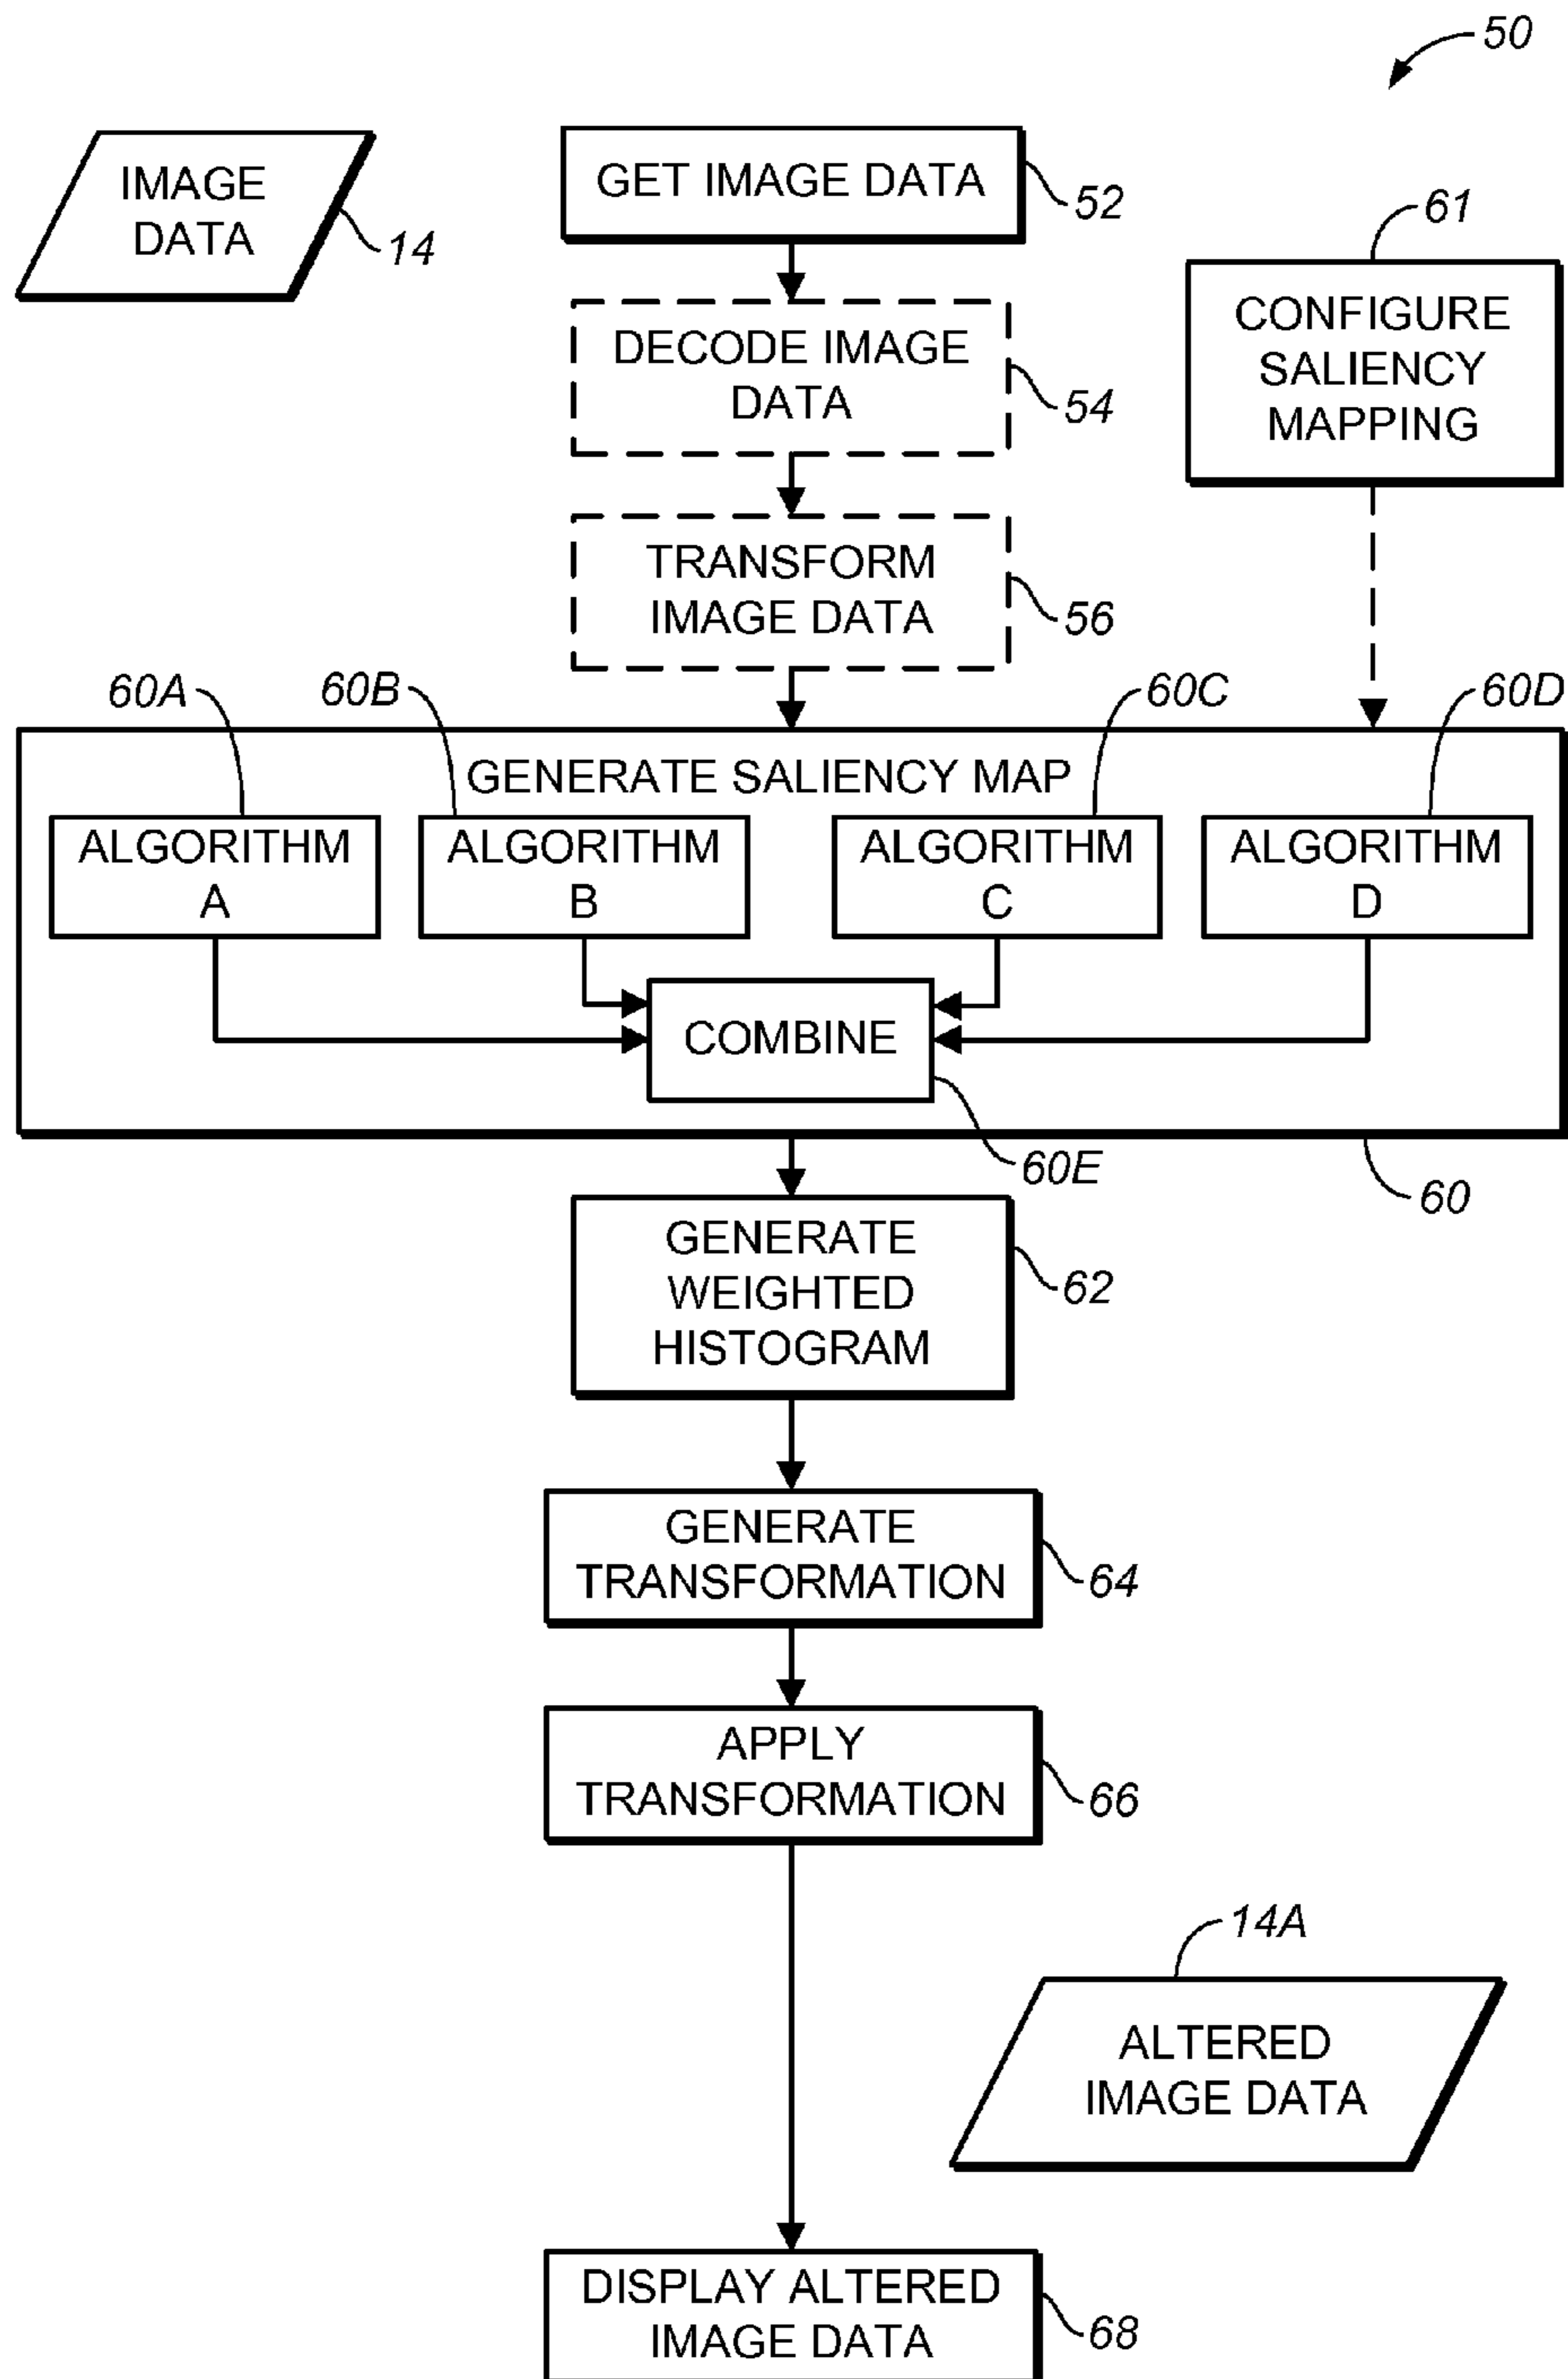 50
IMAGE
DATA
14
GET IMAGE DATA
52
61
CONFIGURE
SALIENCY
MAPPING
DECODE IMAGE
DATA
54
TRANSFORM
IMAGE DATA
56
60A
60B
60C
60D
GENERATE SALIENCY MAP
ALGORITHM
A
ALGORITHM
B
ALGORITHM
C
ALGORITHM
D
COMBINE
60E
60
GENERATE
WEIGHTED
HISTOGRAM
62
GENERATE
TRANSFORMATION
64
APPLY
TRANSFORMATION
66
14A
ALTERED
IMAGE DATA
DISPLAY ALTERED
IMAGE DATA
68